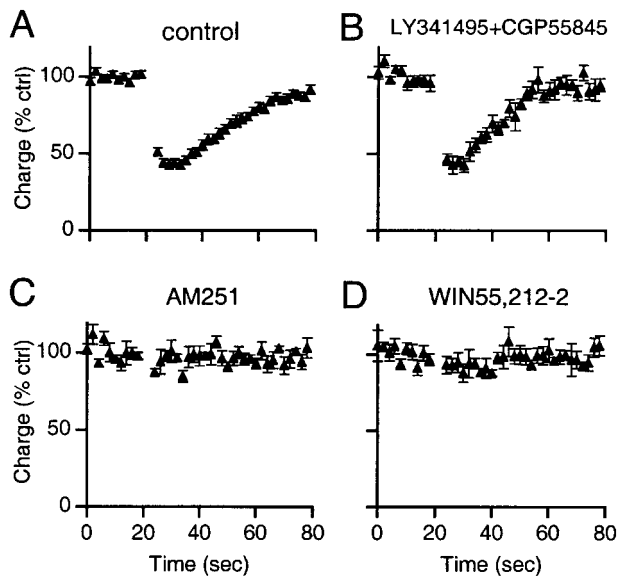 A
control
B
LY341495+CGP55845
Charge (% ctrl)
100
50
0
C
AM251
D
WIN55,212-2
Charge (% ctrl)
100
50
0
0 20 40 60 80
0 20 40 60 80
Time (sec)
Time (sec)